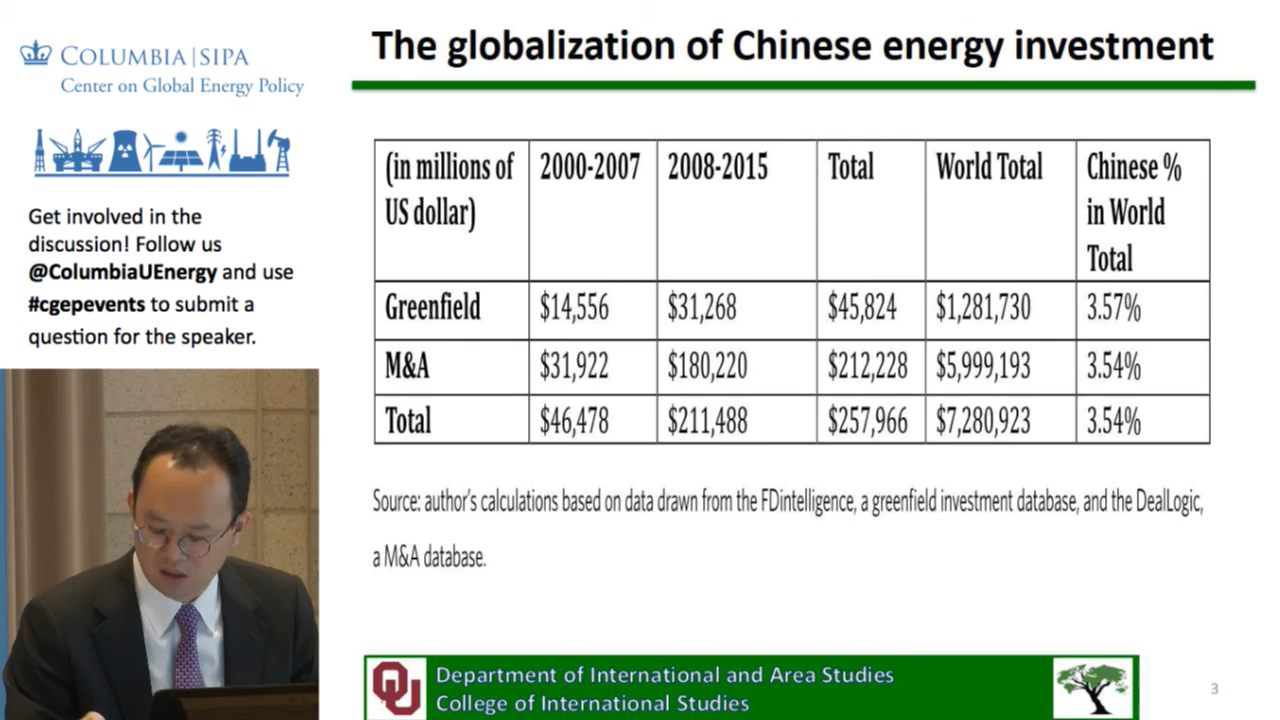 COLUMBIA | SIPA
Center on Global Energy Policy
Get involved in the
discussion! Follow us
@ColumbiaUEnergy and use
#cgepevents to submit a
question for the speaker.
The globalization of Chinese energy investment
(in millions of US dollar) 2000-2007 2008-2015 Total World Total Chinese % in World Total
Greenfield $14,556 $31,268 $45,824 $1,281,730 3.57%
M&A $31,922 $180,220 $212,228 $5,999,193 3.54%
Total $46,478 $211,488 $257,966 $7,280,923 3.54%
Source: author's calculations based on data drawn from the FDintelligence, a greenfield investment database, and the DealLogic,
a M&A database.
Department of International and Area Studies
College of International Studies
3